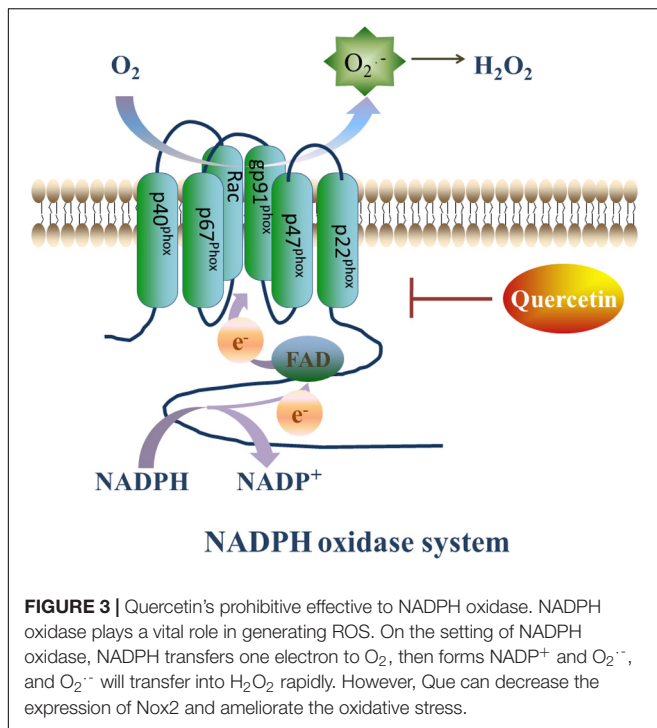 O₂
O₂·⁻
H₂O₂
p40phox
p67Phox
Rac
gp91phox
p47phox
p22phox
Quercetin
e⁻
FAD
e⁻
NADPH
NADP⁺
NADPH oxidase system
FIGURE 3 | Quercetin's prohibitive effective to NADPH oxidase. NADPH
oxidase plays a vital role in generating ROS. On the setting of NADPH
oxidase, NADPH transfers one electron to O₂, then forms NADP⁺ and O₂·⁻,
and O₂·⁻ will transfer into H₂O₂ rapidly. However, Que can decrease the
expression of Nox2 and ameliorate the oxidative stress.